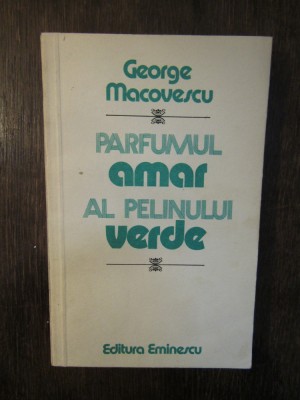 George
Macovescu
PARFUMUL
amar
AL PELINULUI
verde
Editura Eminescu